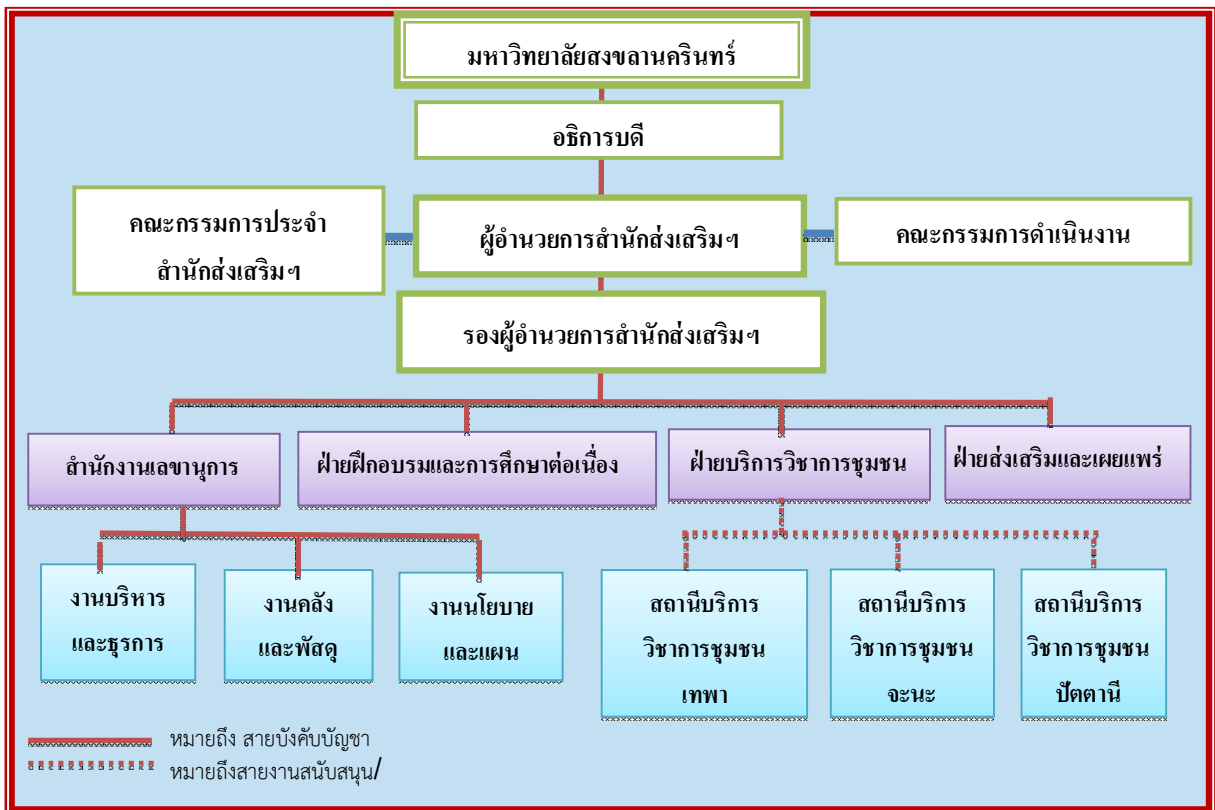 มหาวิทยาลัยสงขลานครินทร์
อธิการบดี
คณะกรรมการประจำ
สำนักส่งเสริมฯ
ผู้อำนวยการสำนักส่งเสริมฯ
คณะกรรมการดำเนินงาน
รองผู้อำนวยการสำนักส่งเสริมฯ
สำนักงานเลขานุการ
ฝ่ายฝึกอบรมและการศึกษาต่อเนื่อง
ฝ่ายบริการวิชาการชุมชน
ฝ่ายส่งเสริมและเผยแพร่
งานบริหาร
และธุรการ
งานคลัง
และพัสดุ
งานนโยบาย
และแผน
สถานีบริการ
วิชาการชุมชน
เทพา
สถานีบริการ
วิชาการชุมชน
จะนะ
สถานีบริการ
วิชาการชุมชน
ปัตตานี
หมายถึง สายบังคับบัญชา
หมายถึงสายงานสนับสนุน/